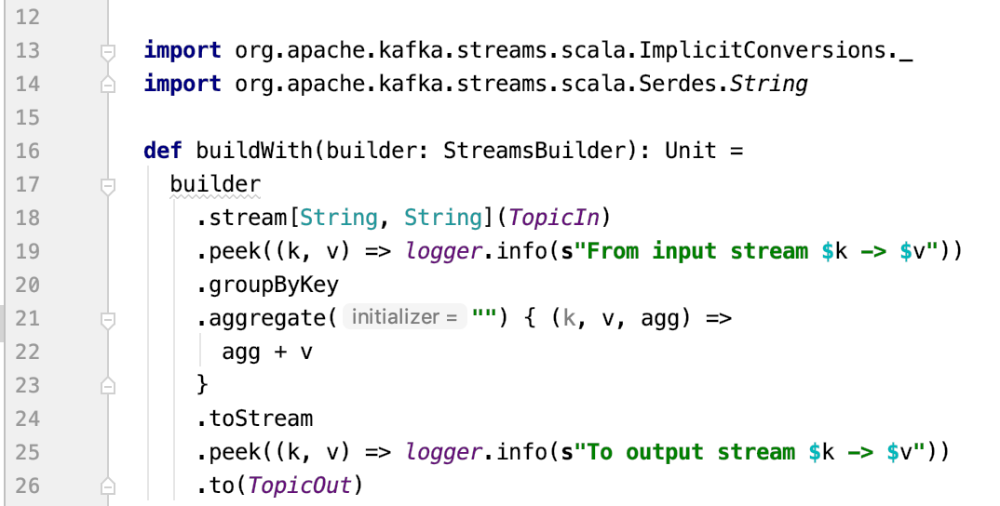 12
13 import org.apache.kafka.streams.scala.ImplicitConversions._
14 import org.apache.kafka.streams.scala.Serdes.String
15
16 def buildWith(builder: StreamsBuilder): Unit =
17   builder
18     .stream[String, String](TopicIn)
19     .peek((k, v) => logger.info(s"From input stream $k -> $v"))
20     .groupByKey
21     .aggregate( initializer = "") { (k, v, agg) =>
22       agg + v
23     }
24     .toStream
25     .peek((k, v) => logger.info(s"To output stream $k -> $v"))
26     .to(TopicOut)